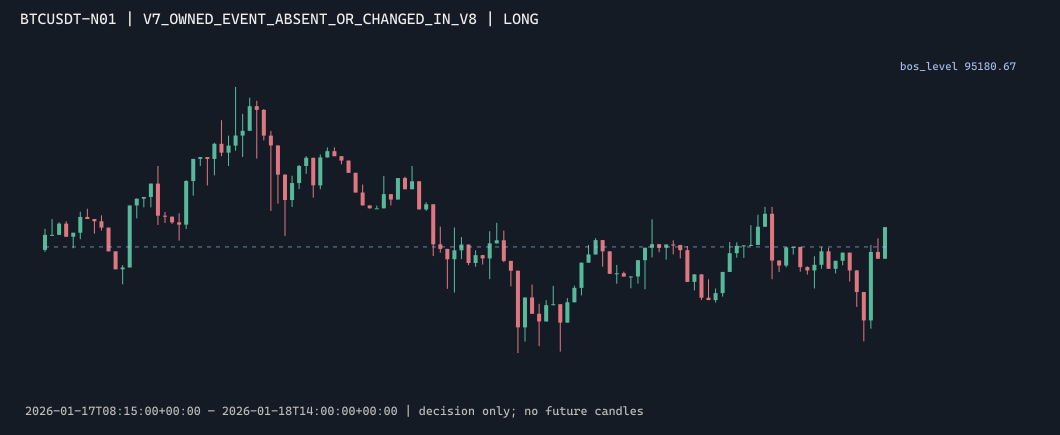 BTCUSDT-N01 | V7_OWNED_EVENT_ABSENT_OR_CHANGED_IN_V8 | LONG
bos_level 95180.67
2026-01-17T08:15:00+00:00 — 2026-01-18T14:00:00+00:00 | decision only; no future candles